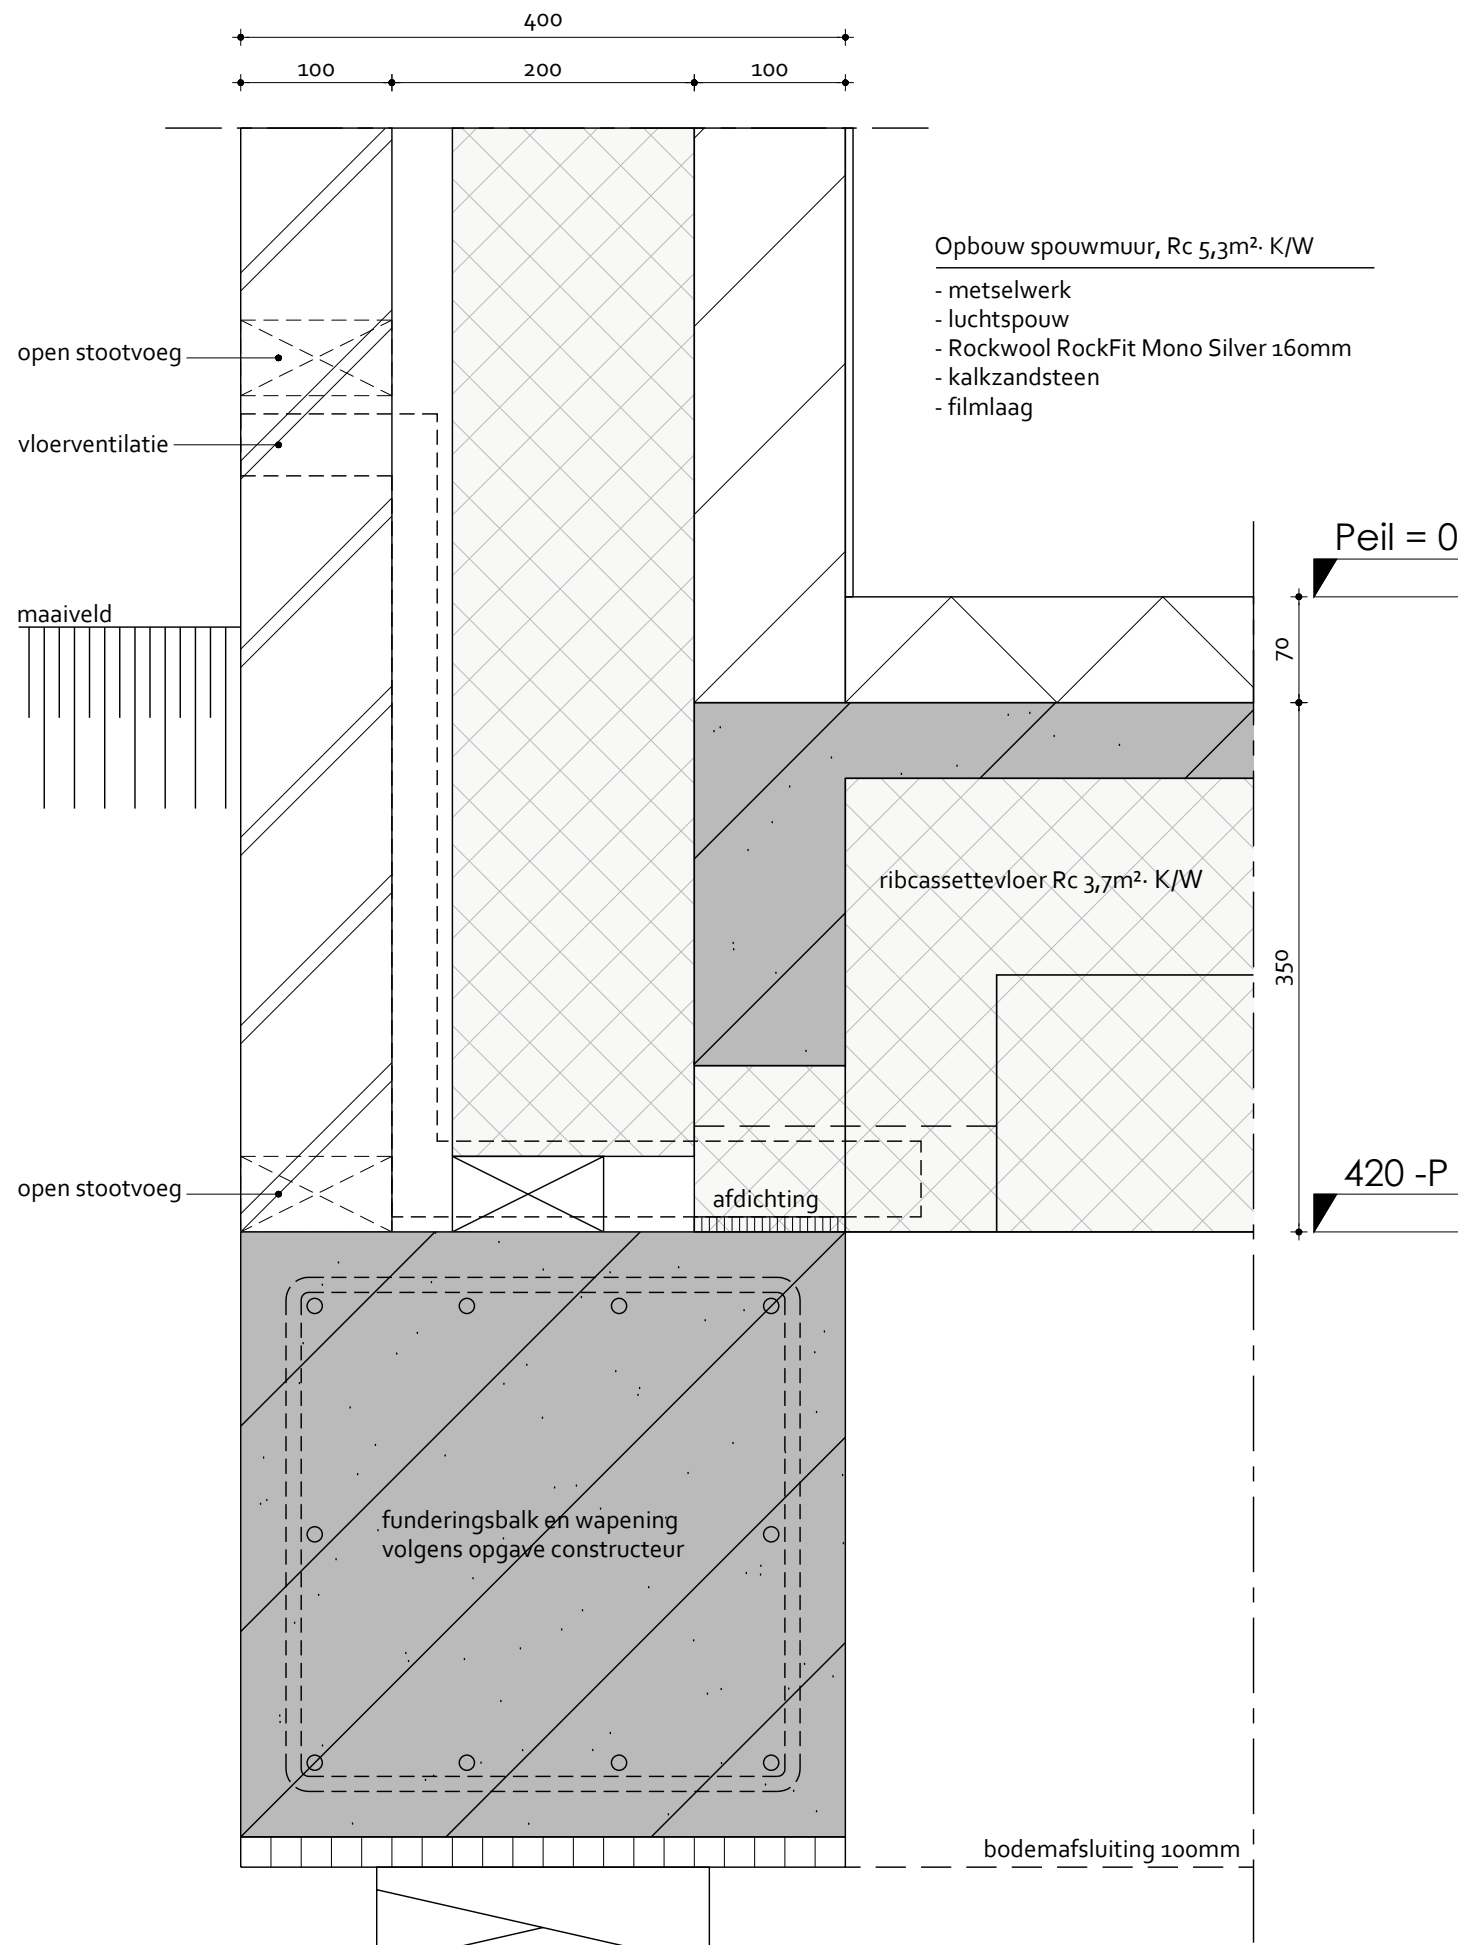 400
100
200
100
Opbouw spouwmuur, Rc 5,3m²· K/W
- metselwerk
- luchtspouw
- Rockwool RockFit Mono Silver 160mm
- kalkzandsteen
- filmlaag
open stootvoeg
vloerventilatie
Peil = 0
maaiveld
70
ribcassettevloer Rc 3,7m²· K/W
350
420 -P
open stootvoeg
afdichting
funderingsbalk en wapening
volgens opgave constructeur
bodemafsluiting 100mm